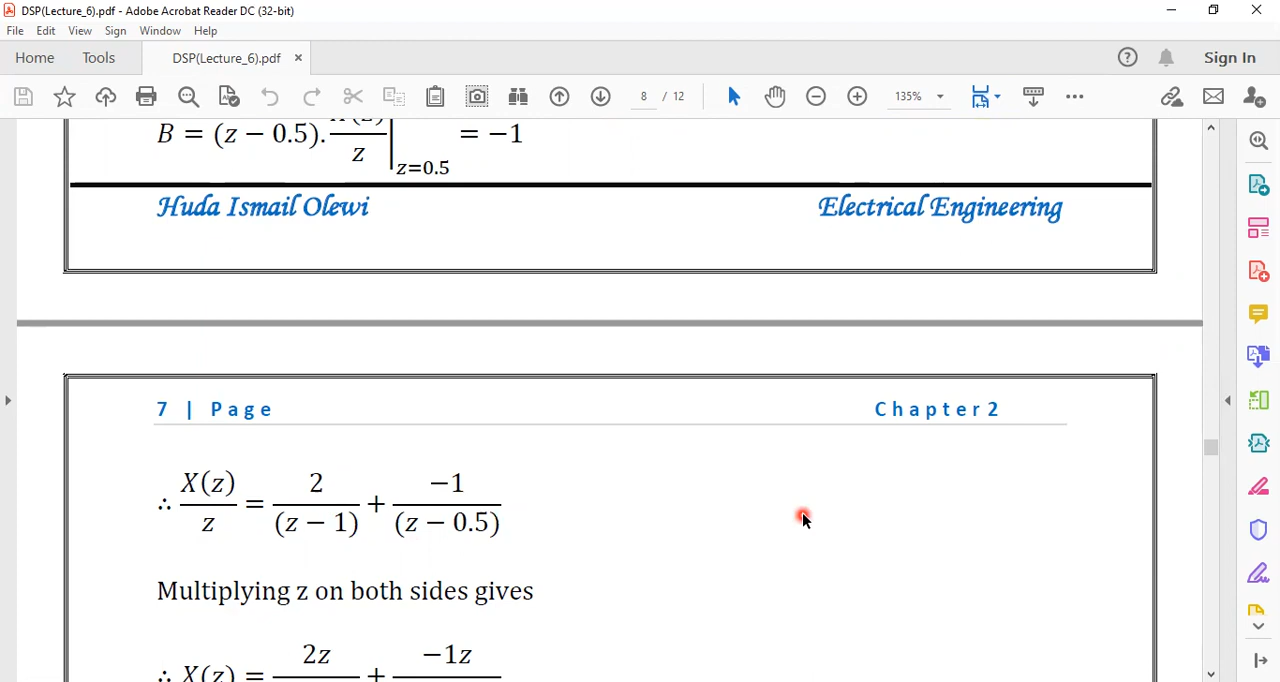 DSP(Lecture_6).pdf - Adobe Acrobat Reader DC (32-bit)
File Edit View Sign Window Help
Home Tools DSP(Lecture_6).pdf × Sign In
8 / 12 135%
B = (z − 0.5). X(z)/z |z=0.5 = −1
Huda Ismail Olewi Electrical Engineering
7 | Page Chapter2
∴ X(z)/z = 2/(z − 1) + −1/(z − 0.5)
Multiplying z on both sides gives
∴ X(z) = 2z + −1z